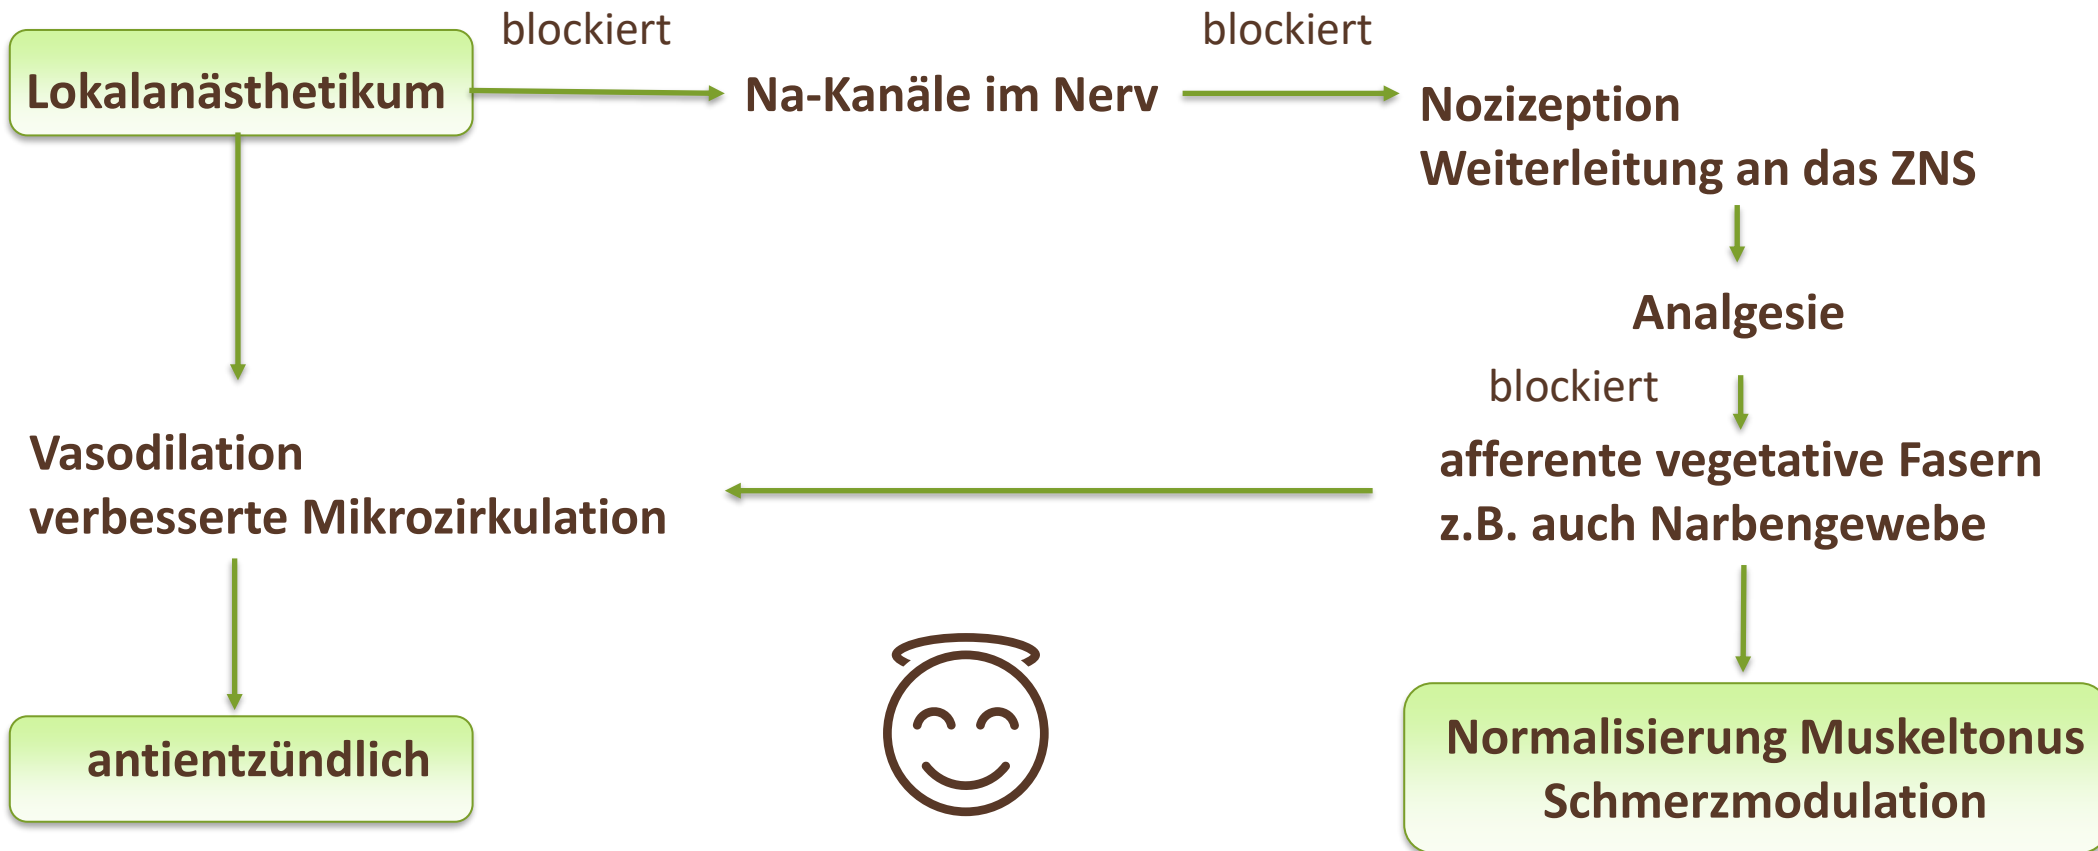 blockiert
blockiert
Lokalanästhetikum
Na-Kanäle im Nerv
Nozizeption
Weiterleitung an das ZNS
Analgesie
blockiert
Vasodilation
verbesserte Mikrozirkulation
afferente vegetative Fasern
z.B. auch Narbengewebe
antientzündlich
Normalisierung Muskeltonus
Schmerzmodulation